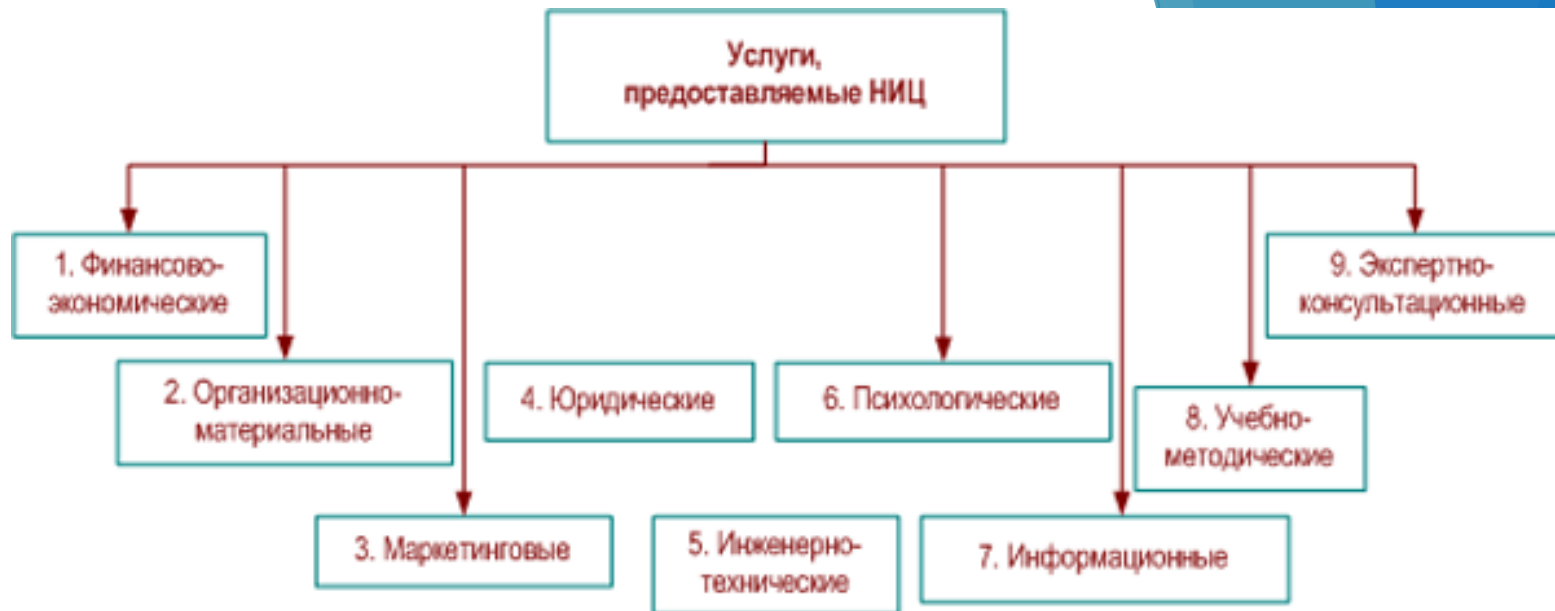 Услуги,
предоставляемые НИЦ
1. Финансово-
экономические
2. Организационно-
материальные
3. Маркетинговые
4. Юридические
5. Инженерно-
технические
6. Психологические
7. Информационные
8. Учебно-
методические
9. Экспертно-
консультационные